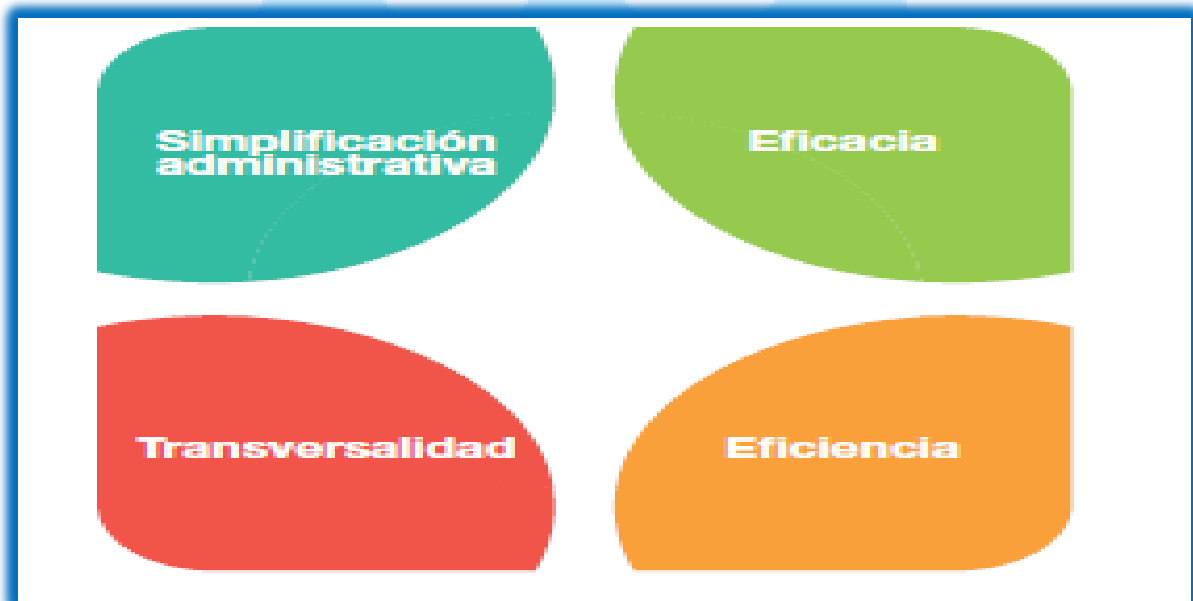 Simplificación
administrativa
Eficacia
Transversalidad
Eficiencia